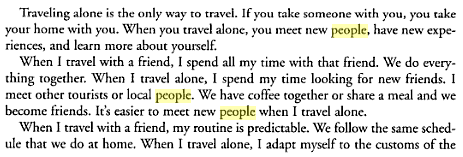 Traveling alone is the only way to travel. If you take someone with you, you take
your home with you. When you travel alone, you meet new people, have new expe-
riences, and learn more about yourself.
When I travel with a friend, I spend all my time with that friend. We do every-
thing together. When I travel alone, I spend my time looking for new friends. I
meet other tourists or local people. We have coffee together or share a meal and we
become friends. It's easier to meet new people when I travel alone.
When I travel with a friend, my routine is predictable. We follow the same sched-
ule that we do at home. When I travel alone, I adapt myself to the customs of the